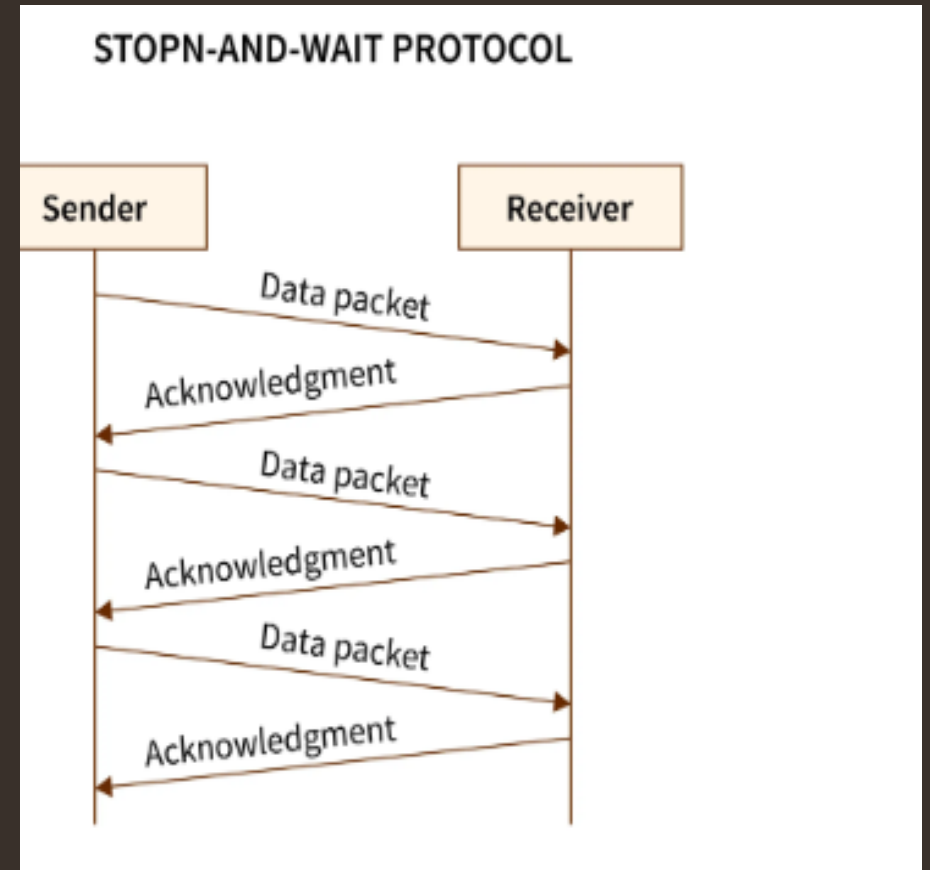 STOPN-AND-WAIT PROTOCOL
Sender
Receiver
Data packet
Acknowledgment
Data packet
Acknowledgment
Data packet
Acknowledgment